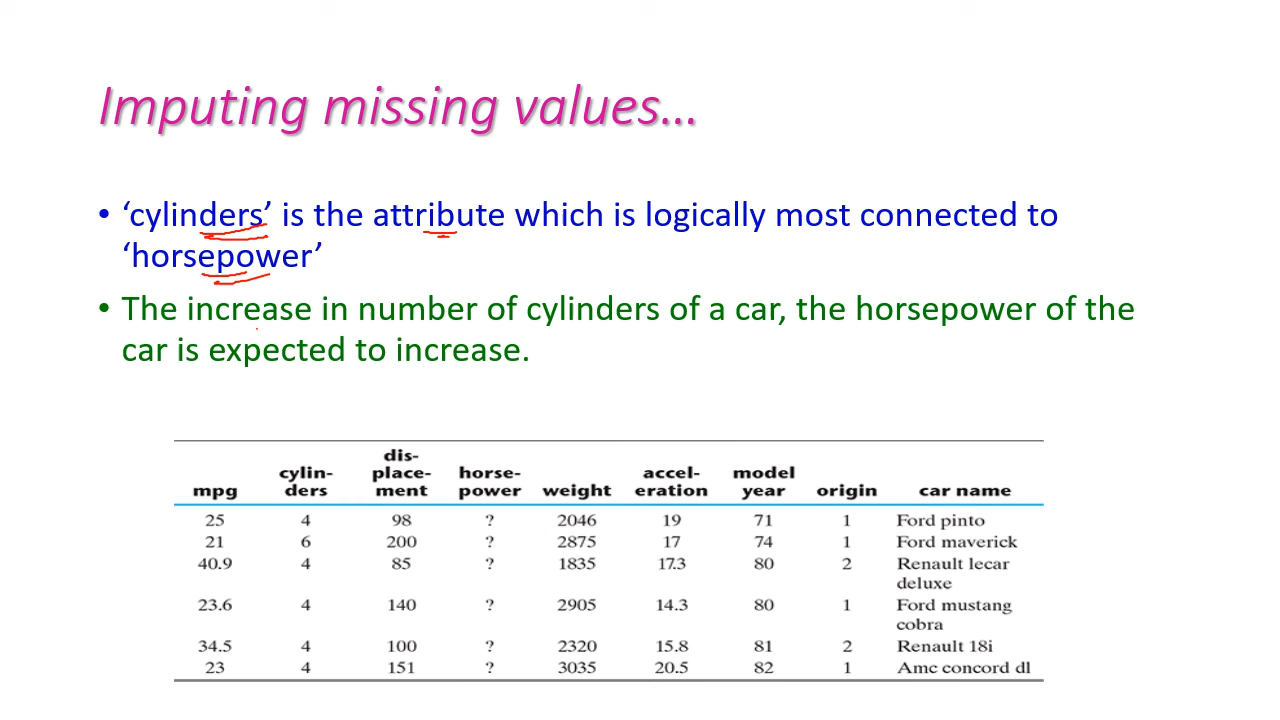 Imputing missing values...
• ‘cylinders’ is the attribute which is logically most connected to
‘horsepower’
• The increase in number of cylinders of a car, the horsepower of the
car is expected to increase.
mpg cylin-ders dis-place-ment horse-power weight accel-eration model year origin car name
25 4 98 ? 2046 19 71 1 Ford pinto
21 6 200 ? 2875 17 74 1 Ford maverick
40.9 4 85 ? 1835 17.3 80 2 Renault lecar
deluxe
23.6 4 140 ? 2905 14.3 80 1 Ford mustang
cobra
34.5 4 100 ? 2320 15.8 81 2 Renault 18i
23 4 151 ? 3035 20.5 82 1 Amc concord dl